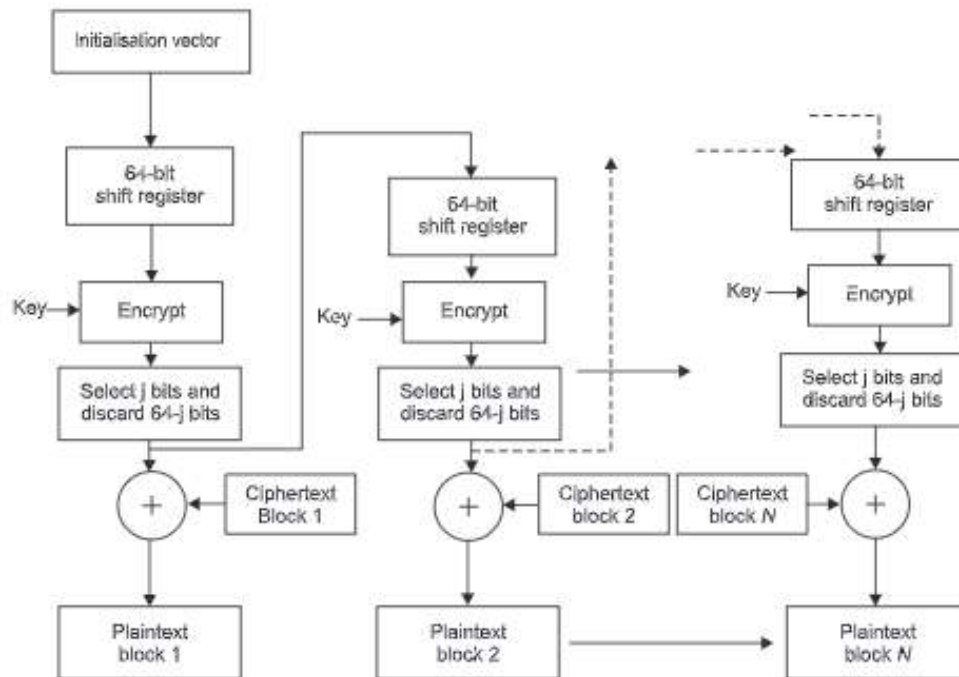 Initialisation vector
64-bit
shift register
Key
Encrypt
Select j bits and
discard 64-j bits
Ciphertext
Block 1
Plaintext
block 1
64-bit
shift register
Key
Encrypt
Select j bits and
discard 64-j bits
Ciphertext
block 2
Plaintext
block 2
64-bit
shift register
Key
Encrypt
Select j bits and
discard 64-j bits
Ciphertext
block N
Plaintext
block N